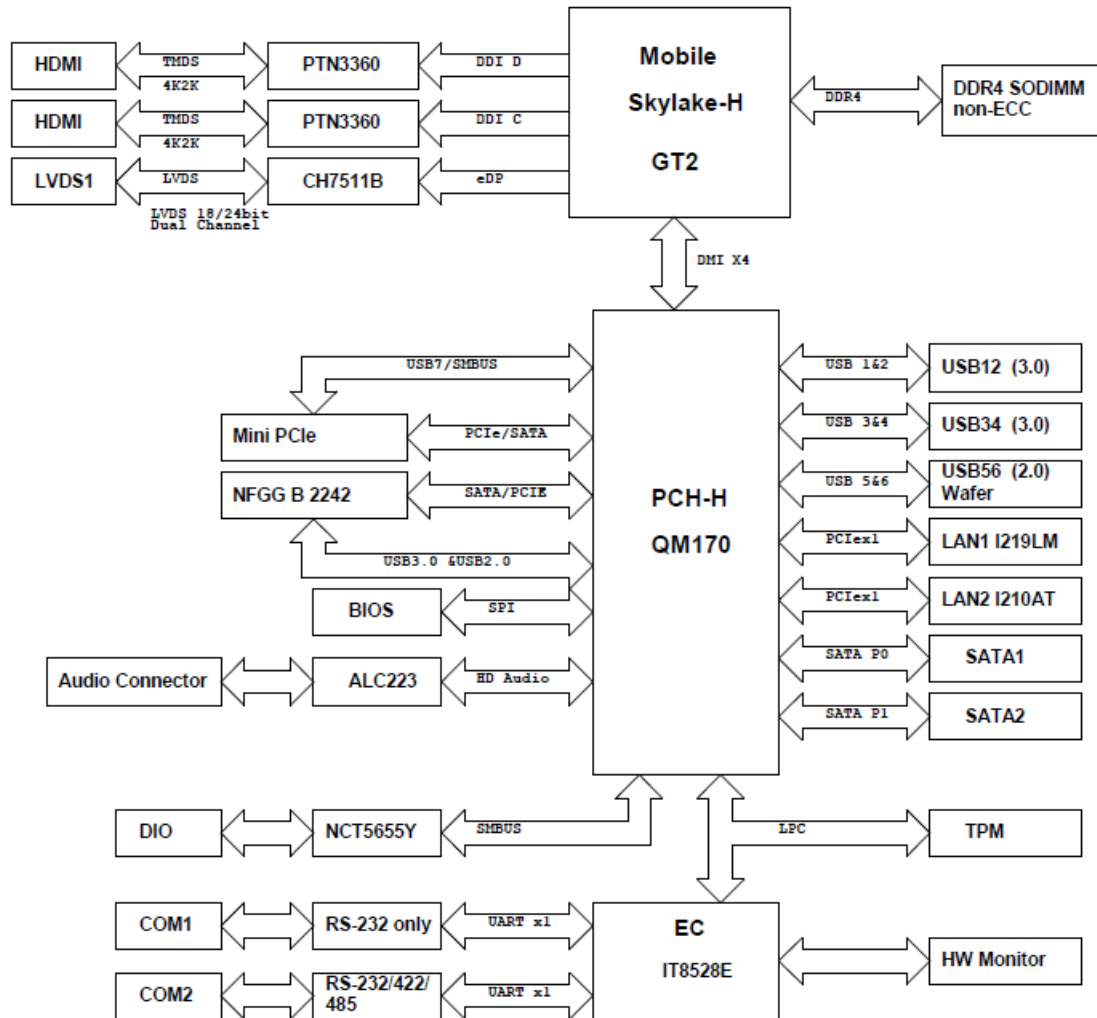 HDMI
TMDS
4K2K
PTN3360
DDI D
Mobile
Skylake-H
GT2
DDR4
DDR4 SODIMM
non-ECC
HDMI
TMDS
4K2K
PTN3360
DDI C
LVDS1
LVDS
LVDS 18/24bit
Dual Channel
CH7511B
eDP
DMI X4
PCH-H
QM170
USB7/SMBUS
Mini PCIe
PCIe/SATA
NFGG B 2242
SATA/PCIE
USB3.0 &USB2.0
BIOS
SPI
Audio Connector
ALC223
HD Audio
USB 1&2
USB12 (3.0)
USB 3&4
USB34 (3.0)
USB 5&6
USB56 (2.0)
Wafer
PCIex1
LAN1 I219LM
PCIex1
LAN2 I210AT
SATA P0
SATA1
SATA P1
SATA2
DIO
NCT5655Y
SMBUS
LPC
TPM
COM1
RS-232 only
UART x1
EC
IT8528E
HW Monitor
COM2
RS-232/422/
485
UART x1